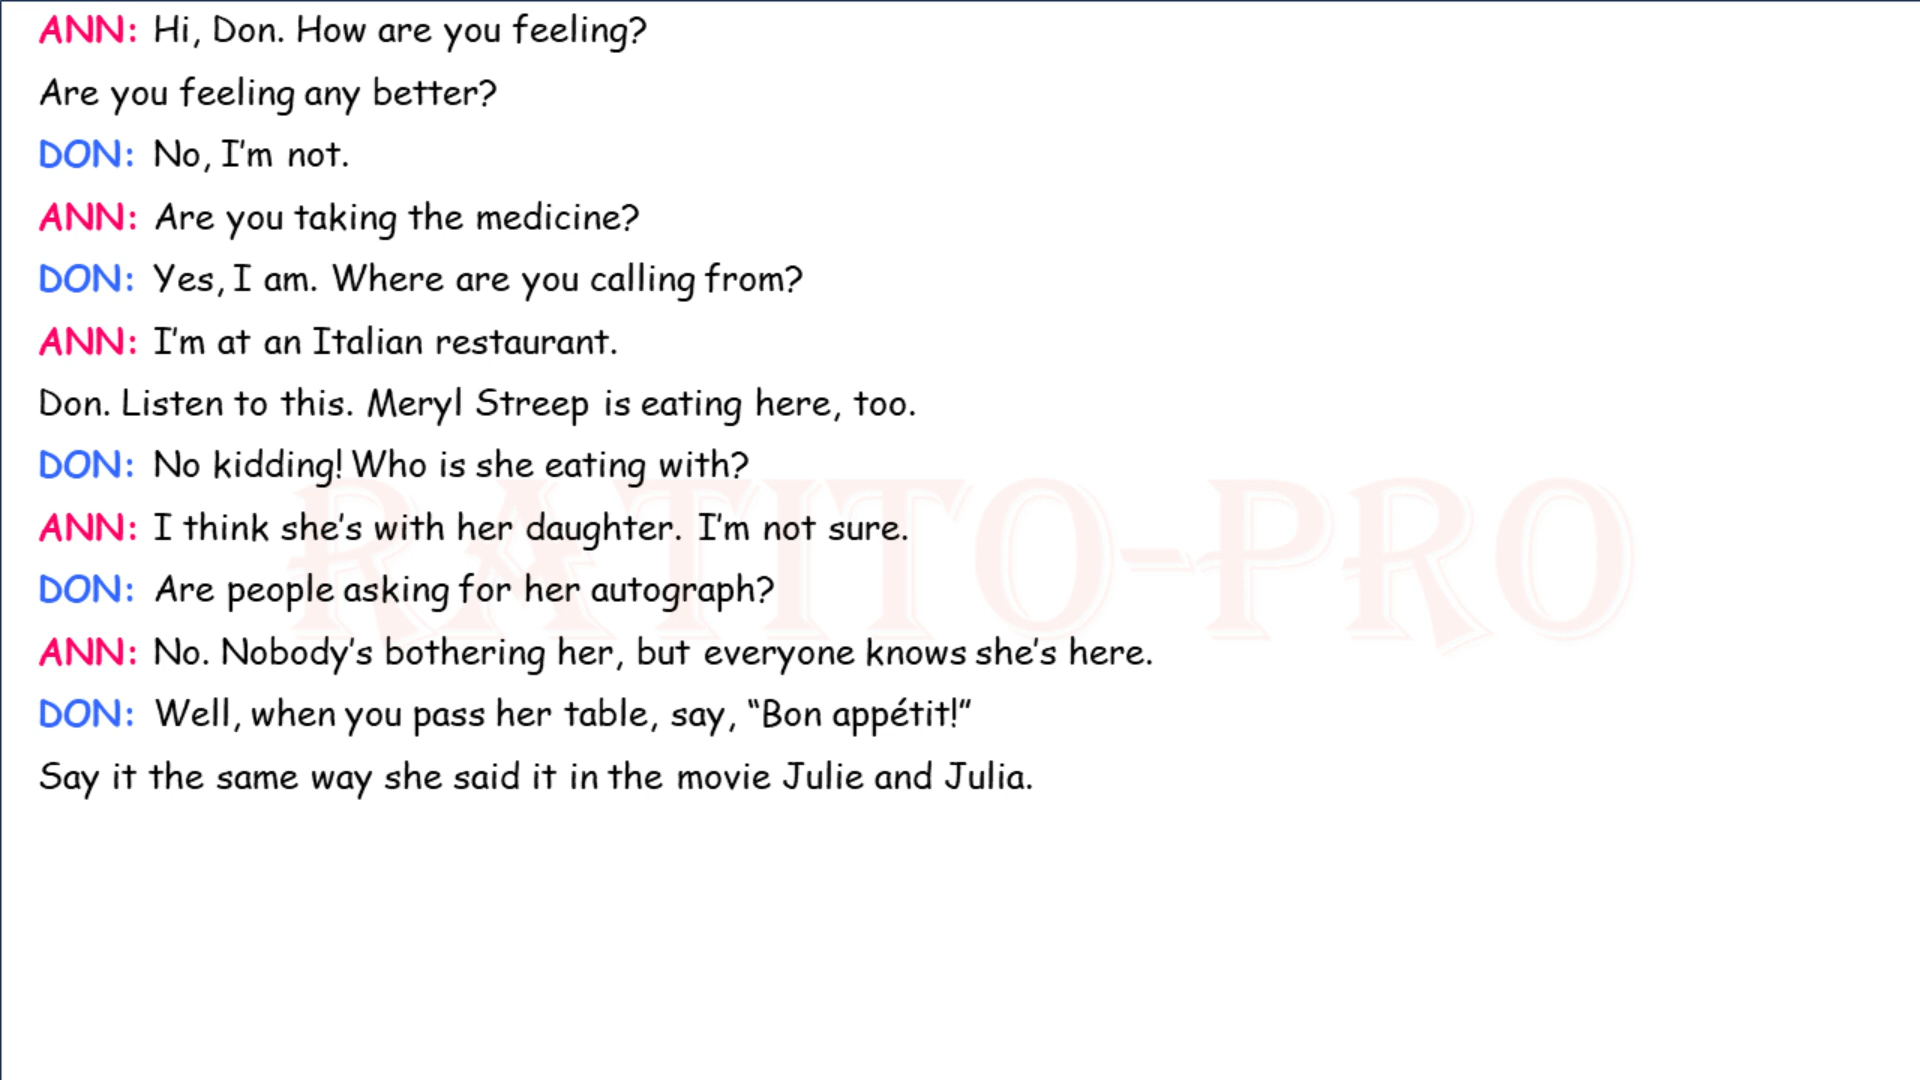 ANN: Hi, Don. How are you feeling?
Are you feeling any better?
DON: No, I'm not.
ANN: Are you taking the medicine?
DON: Yes, I am. Where are you calling from?
ANN: I'm at an Italian restaurant.
Don. Listen to this. Meryl Streep is eating here, too.
DON: No kidding! Who is she eating with?
ANN: I think she's with her daughter. I'm not sure.
RATITO-PRO
DON: Are people asking for her autograph?
ANN: No. Nobody's bothering her, but everyone knows she's here.
DON: Well, when you pass her table, say, “Bon appétit!”
Say it the same way she said it in the movie Julie and Julia.